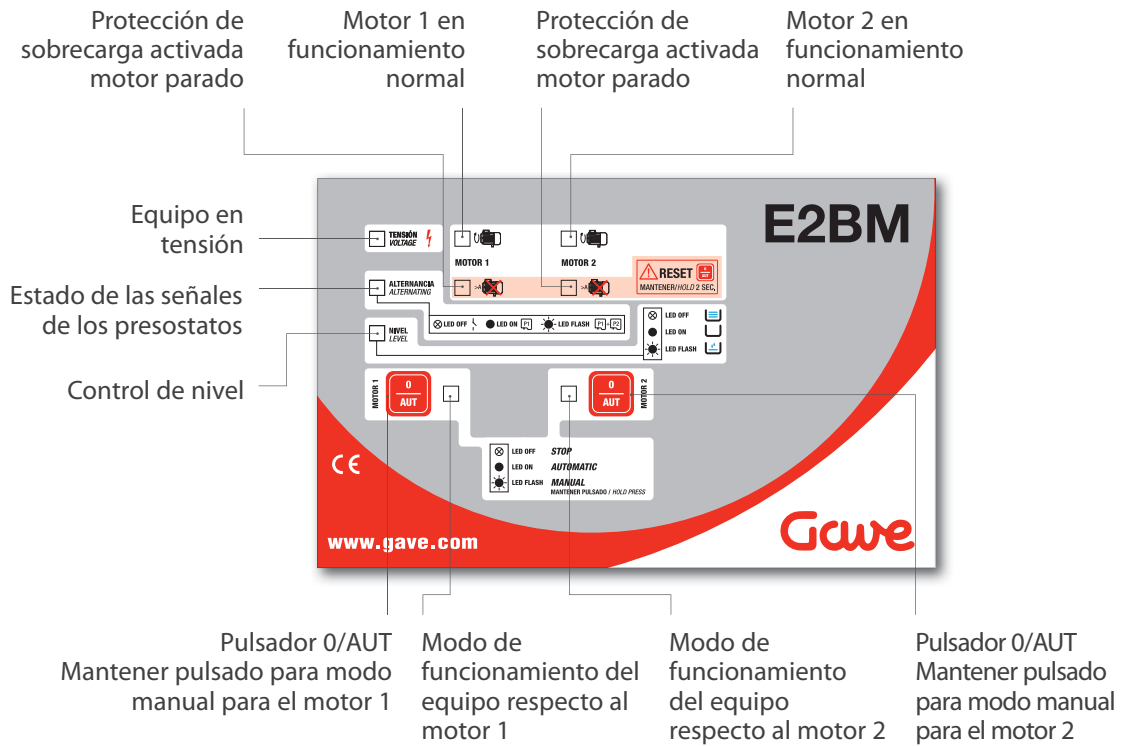 Protección de
sobrecarga activada
motor parado
Motor 1 en
funcionamiento
normal
Protección de
sobrecarga activada
motor parado
Motor 2 en
funcionamiento
normal
Equipo en
tensión
Estado de las señales
de los presostatos
Control de nivel
E2BM
TENSIÓN
VOLTAGE
MOTOR 1
MOTOR 2
ALTERNANCIA
ALTERNATING
>A
>A
RESET
0
AUT
MANTENER/HOLD 2 SEC,
LED OFF
LED ON P1
LED FLASH P1 - P2
NIVEL
LEVEL
LED OFF
LED ON
LED FLASH
MOTOR 1
0
AUT
0
AUT
MOTOR 2
LED OFF STOP
LED ON AUTOMATIC
LED FLASH MANUAL
MANTENER PULSADO / HOLD PRESS
CE
www.gave.com
Gave
Pulsador 0/AUT
Mantener pulsado para modo
manual para el motor 1
Modo de
funcionamiento del
equipo respecto al
motor 1
Modo de
funcionamiento
del equipo
respecto al motor 2
Pulsador 0/AUT
Mantener pulsado
para modo manual
para el motor 2